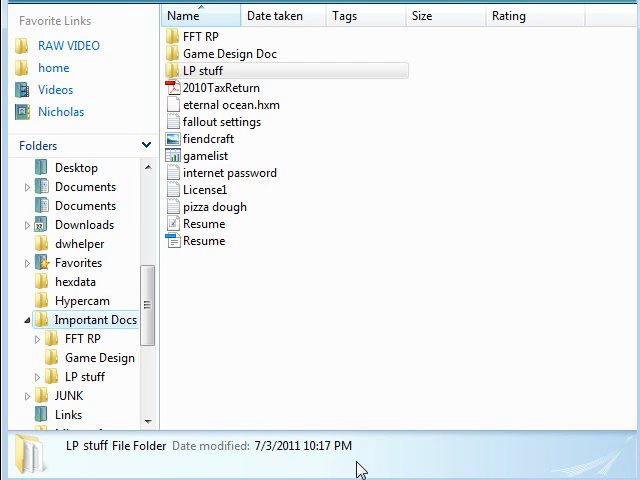 Favorite Links
RAW VIDEO
home
Videos
Nicholas
Folders
Desktop
Documents
Documents
Downloads
dwhelper
Favorites
hexdata
Hypercam
Important Docs
FFT RP
Game Design
LP stuff
JUNK
Links
Name Date taken Tags Size Rating
FFT RP
Game Design Doc
LP stuff
2010TaxReturn
eternal ocean.hxm
fallout settings
fiendcraft
gamelist
internet password
License1
pizza dough
Resume
Resume
LP stuff File Folder Date modified: 7/3/2011 10:17 PM